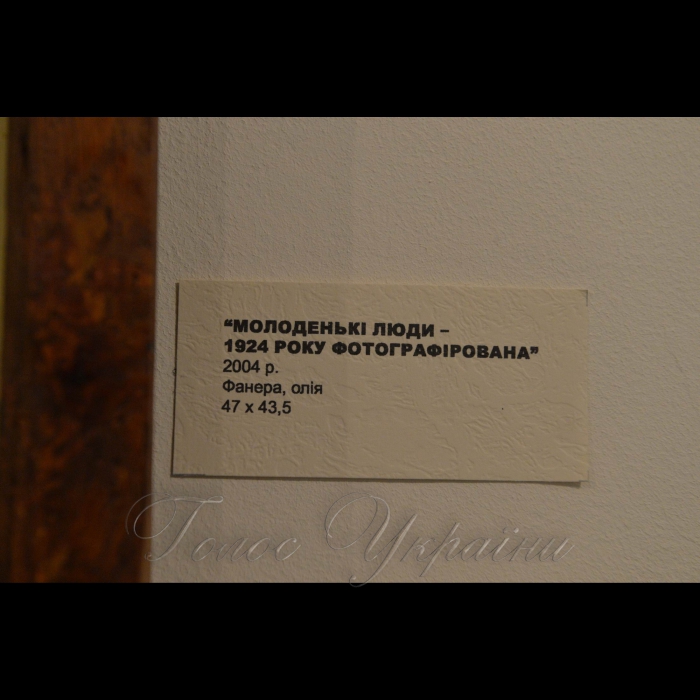 “МОЛОДЕНЬКІ ЛЮДИ –
1924 РОКУ ФОТОГРАФІРОВАНА”
2004 р.
Фанера, олія
47 x 43,5
Голос України